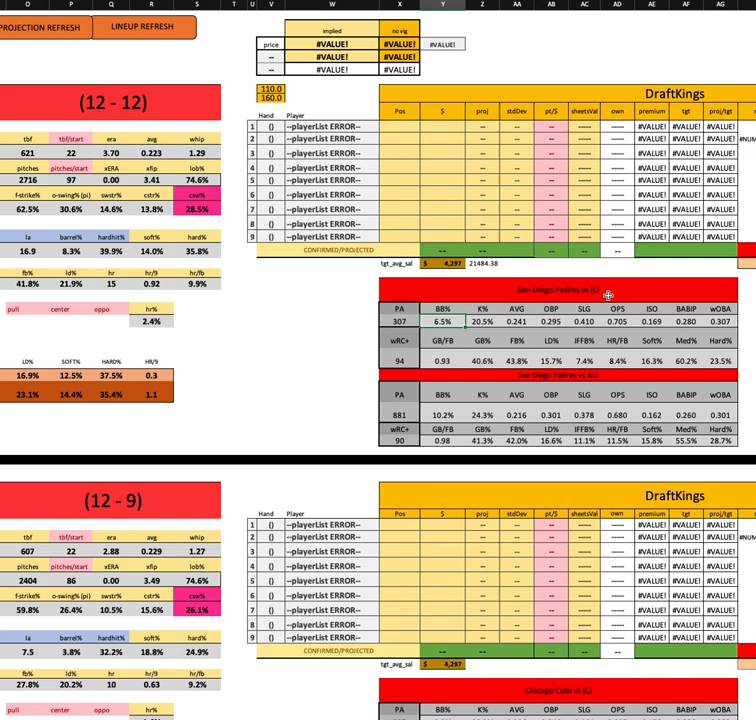 O P Q R S T U V W X Y Z AA AB AC AD AE AF AG
PROJECTION REFRESH LINEUP REFRESH
implied no vig
price #VALUE! #VALUE! #VALUE!
-- #VALUE! #VALUE!
-- #VALUE! #VALUE!
110.0
160.0
(12 - 12) DraftKings
Hand Player Pos $ proj stdDev pt/$ sheetsVal own premium tgt proj/tgt
tbf tbf/start era avg whip
1 () --playerList ERROR-- -- -- -- ----- ----- #VALUE! #VALUE! #VALUE!
621 22 3.70 0.223 1.29
2 () --playerList ERROR-- -- -- -- ----- ----- #VALUE! #VALUE! #VALUE! #NUM
pitches pitches/start xERA xfip lob%
3 () --playerList ERROR-- -- -- -- ----- ----- #VALUE! #VALUE! #VALUE!
4 () --playerList ERROR-- -- -- -- ----- ----- #VALUE! #VALUE! #VALUE!
2716 97 0.00 3.41 74.6%
5 () --playerList ERROR-- -- -- -- ----- ----- #VALUE! #VALUE! #VALUE!
f-strike% o-swing% (pi) swstr% cstr% csw%
6 () --playerList ERROR-- -- -- -- ----- ----- #VALUE! #VALUE! #VALUE!
62.5% 30.6% 14.6% 13.8% 28.5%
7 () --playerList ERROR-- -- -- -- ----- ----- #VALUE! #VALUE! #VALUE!
8 () --playerList ERROR-- -- -- -- ----- ----- #VALUE! #VALUE! #VALUE!
la barrel% hardhit% soft% hard%
9 () --playerList ERROR-- -- -- -- ----- ----- #VALUE! #VALUE! #VALUE!
16.9 8.3% 39.9% 14.0% 35.8%
CONFIRMED/PROJECTED -- -- -- -- --
tgt_avg_sal $ 4,297 21484.38
fb% ld% hr hr/9 hr/fb
41.8% 21.9% 15 0.92 9.9%
San Diego Padres vs (L)
pull center oppo hr%
2.4%
PA BB% K% AVG OBP SLG OPS ISO BABIP wOBA
307 6.5% 20.5% 0.241 0.295 0.410 0.705 0.169 0.280 0.307
wRC+ GB/FB GB% FB% LD% IFFB% HR/FB Soft% Med% Hard%
94 0.93 40.6% 43.8% 15.7% 7.4% 8.4% 16.3% 60.2% 23.5%
LD% SOFT% HARD% HR/9
16.9% 12.5% 37.5% 0.3
23.1% 14.4% 35.4% 1.1
San Diego Padres vs ALL
PA BB% K% AVG OBP SLG OPS ISO BABIP wOBA
881 10.2% 24.3% 0.216 0.301 0.378 0.680 0.162 0.260 0.301
wRC+ GB/FB GB% FB% LD% IFFB% HR/FB Soft% Med% Hard%
90 0.98 41.3% 42.0% 16.6% 11.1% 11.5% 15.8% 55.5% 28.7%
(12 - 9) DraftKings
Hand Player Pos $ proj stdDev pt/$ sheetsVal own premium tgt proj/tgt
1 () --playerList ERROR-- -- -- -- ----- ----- #VALUE! #VALUE! #VALUE!
tbf tbf/start era avg whip
2 () --playerList ERROR-- -- -- -- ----- ----- #VALUE! #VALUE! #VALUE! #NUM
607 22 2.88 0.229 1.27
3 () --playerList ERROR-- -- -- -- ----- ----- #VALUE! #VALUE! #VALUE!
pitches pitches/start xERA xfip lob%
4 () --playerList ERROR-- -- -- -- ----- ----- #VALUE! #VALUE! #VALUE!
2404 86 0.00 3.49 74.6%
5 () --playerList ERROR-- -- -- -- ----- ----- #VALUE! #VALUE! #VALUE!
f-strike% o-swing% (pi) swstr% cstr% csw%
6 () --playerList ERROR-- -- -- -- ----- ----- #VALUE! #VALUE! #VALUE!
59.8% 26.4% 10.5% 15.6% 26.1%
7 () --playerList ERROR-- -- -- -- ----- ----- #VALUE! #VALUE! #VALUE!
8 () --playerList ERROR-- -- -- -- ----- ----- #VALUE! #VALUE! #VALUE!
la barrel% hardhit% soft% hard%
9 () --playerList ERROR-- -- -- -- ----- ----- #VALUE! #VALUE! #VALUE!
7.5 3.8% 32.2% 18.8% 24.9%
CONFIRMED/PROJECTED -- -- -- -- --
tgt_avg_sal $ 4,297
fb% ld% hr hr/9 hr/fb
27.8% 20.2% 10 0.63 9.2%
Chicago Cubs vs (L)
pull center oppo hr%
PA BB% K% AVG OBP SLG OPS ISO BABIP wOBA